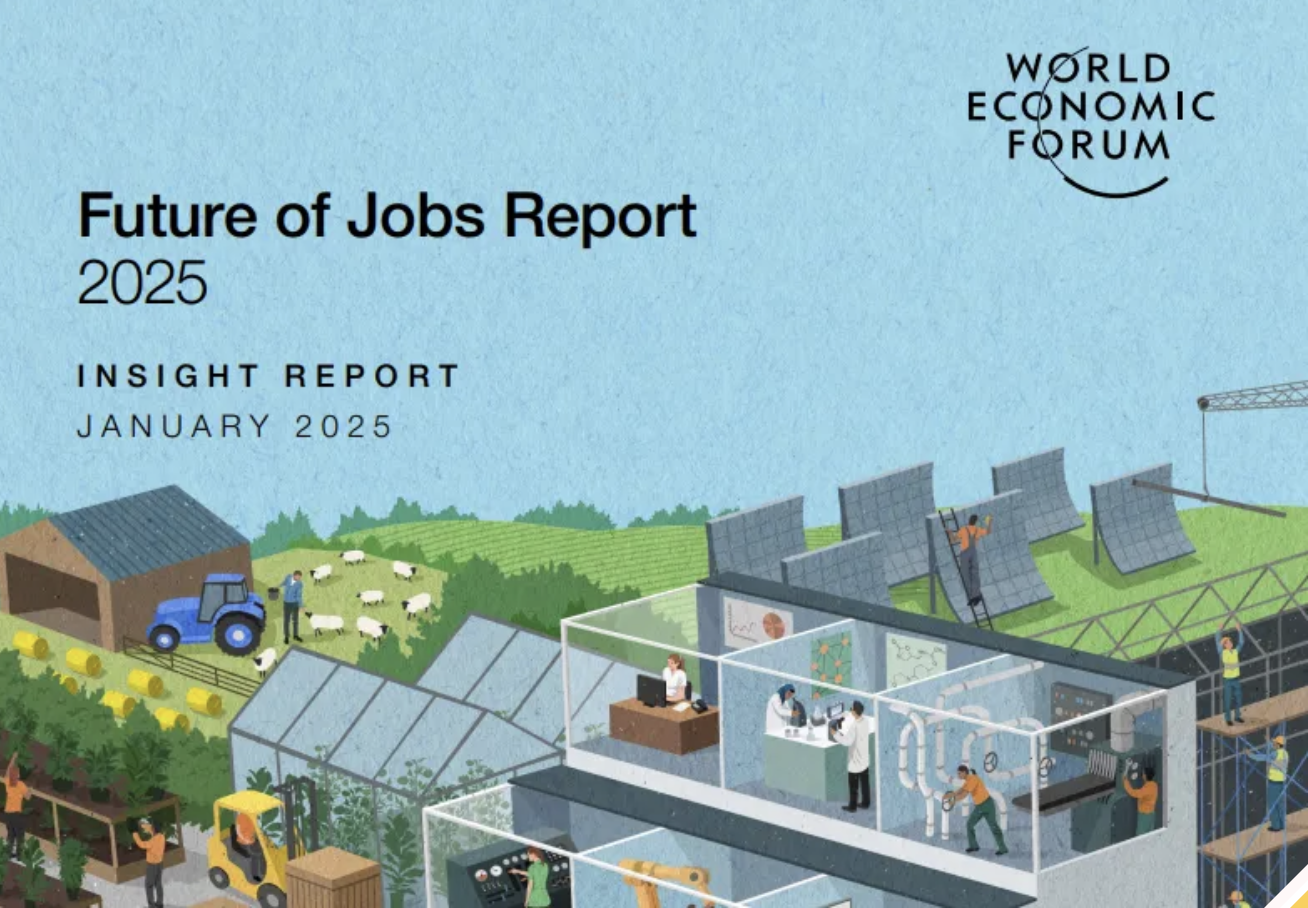 WORLD
ECONOMIC
FORUM
Future of Jobs Report
2025
INSIGHT REPORT
JANUARY 2025